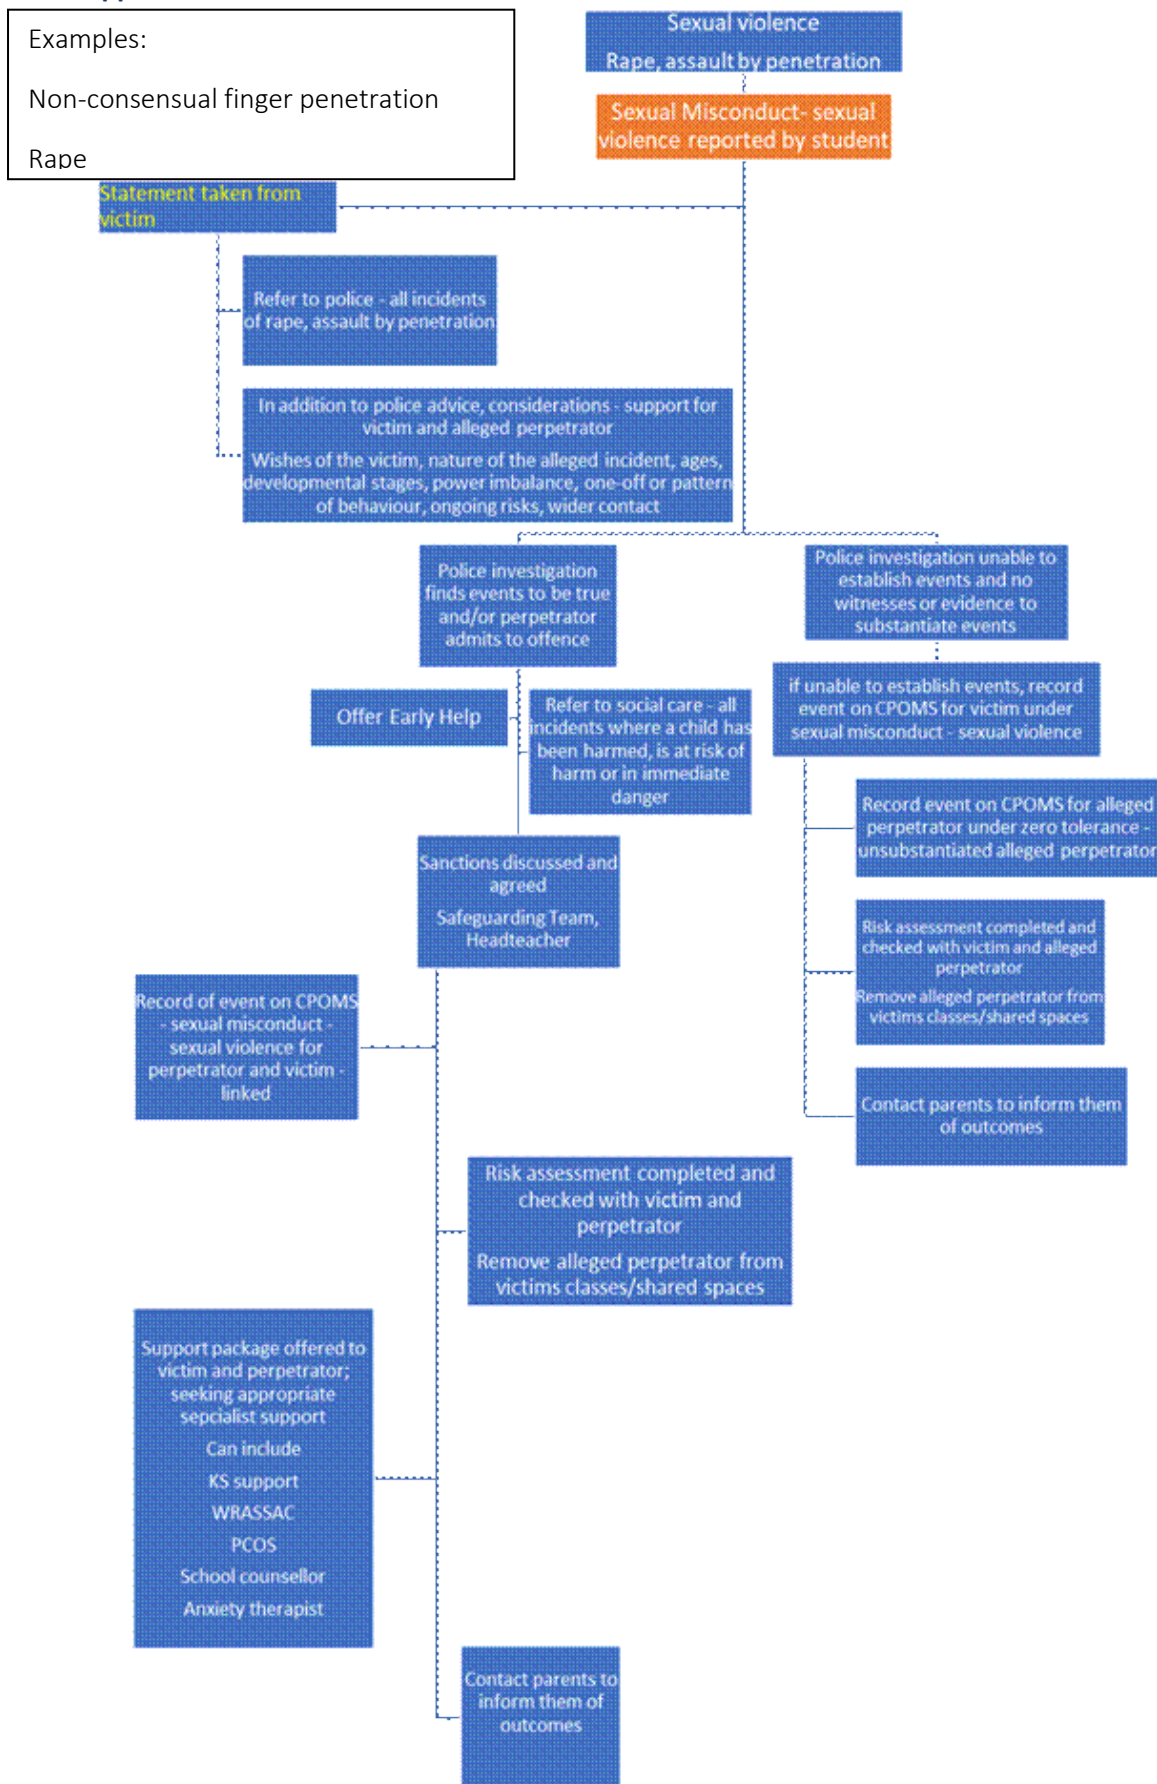 Examples:
Non-consensual finger penetration
Rape
Sexual violence
Rape, assault by penetration
Sexual Misconduct- sexual
violence reported by student
Statement taken from
victim
Refer to police - all incidents
of rape, assault by penetration
In addition to police advice, considerations - support for
victim and alleged perpetrator
Wishes of the victim, nature of the alleged incident, ages,
developmental stages, power imbalance, one-off or pattern
of behaviour, ongoing risks, wider contact
Police investigation
finds events to be true
and/or perpetrator
admits to offence
Police investigation unable to
establish events and no
witnesses or evidence to
substantiate events
Offer Early Help
Refer to social care - all
incidents where a child has
been harmed, is at risk of
harm or in immediate
danger
if unable to establish events, record
event on CPOMS for victim under
sexual misconduct - sexual violence
Record event on CPOMS for alleged
perpetrator under zero tolerance -
unsubstantiated alleged perpetrator
Sanctions discussed and
agreed
Safeguarding Team,
Headteacher
Risk assessment completed and
checked with victim and alleged
perpetrator
Remove alleged perpetrator from
victims classes/shared spaces
Record of event on CPOMS
- sexual misconduct -
sexual violence for
perpetrator and victim -
linked
Contact parents to inform them
of outcomes
Risk assessment completed and
checked with victim and
perpetrator
Remove alleged perpetrator from
victims classes/shared spaces
Support package offered to
victim and perpetrator;
seeking appropriate
sepcialist support
Can include
KS support
WRASSAC
PCOS
School counsellor
Anxiety therapist
Contact parents to
inform them of
outcomes